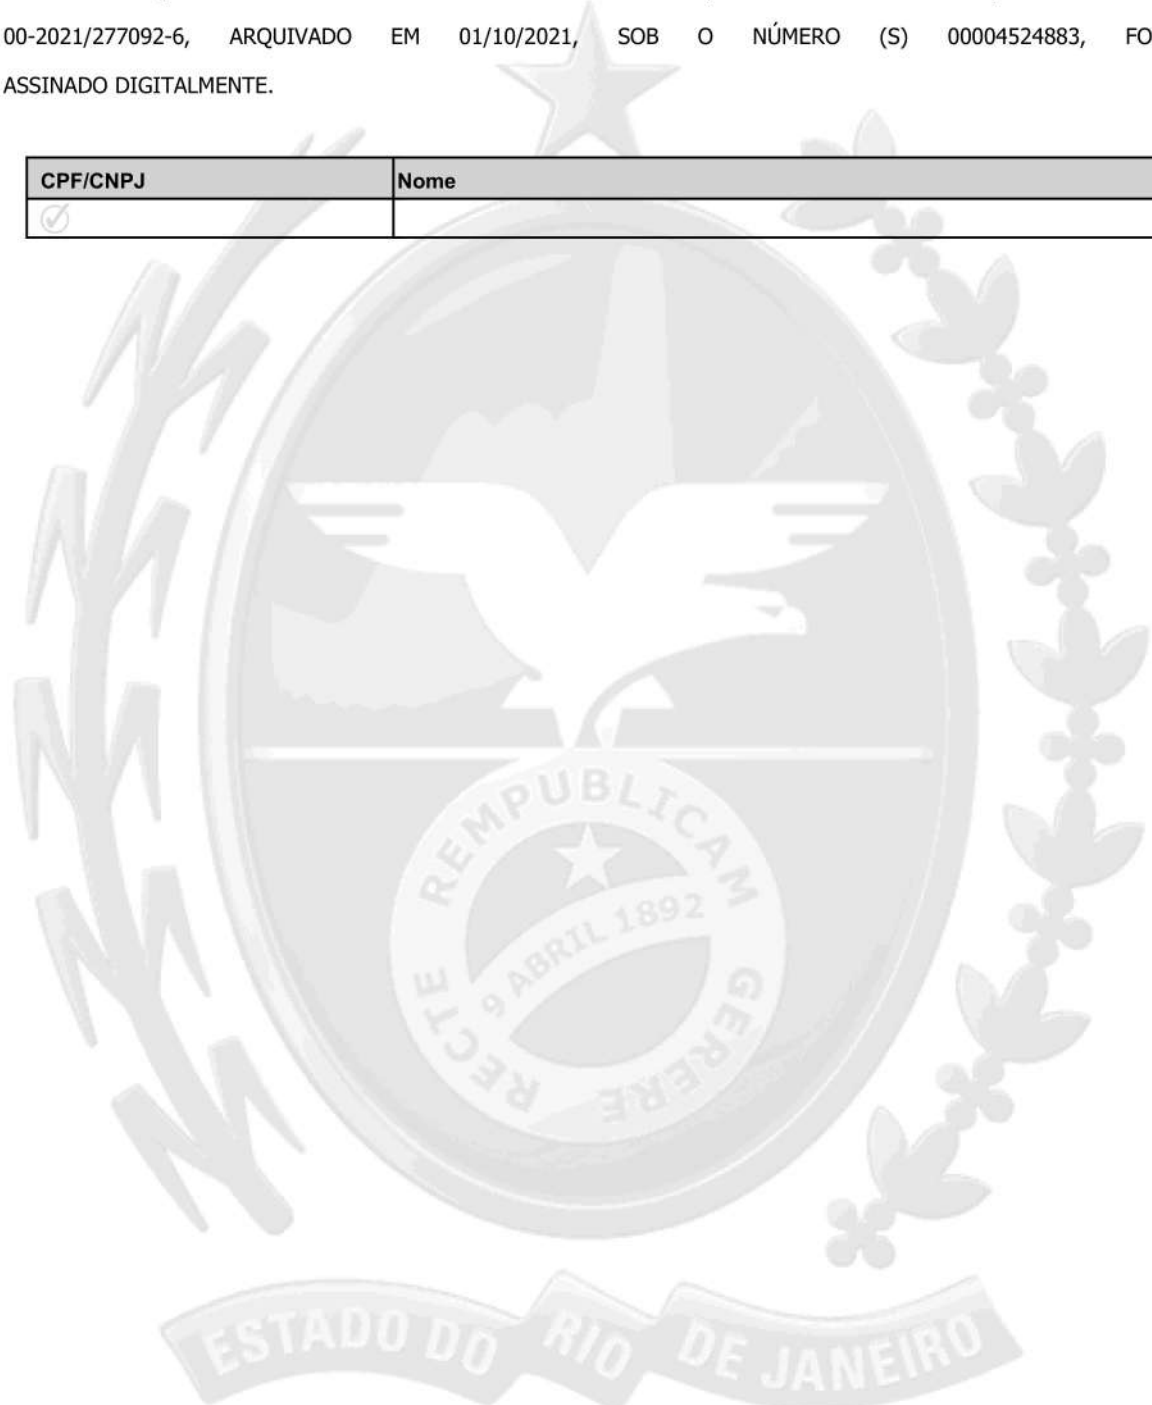 00-2021/277092-6, ARQUIVADO EM 01/10/2021, SOB O NÚMERO (S) 00004524883, FO
ASSINADO DIGITALMENTE.
CPF/CNPJ Nome
REMPUBLICAM
9 ABRIL 1892
RECTE GERERE
ESTADO DO RIO DE JANEIRO